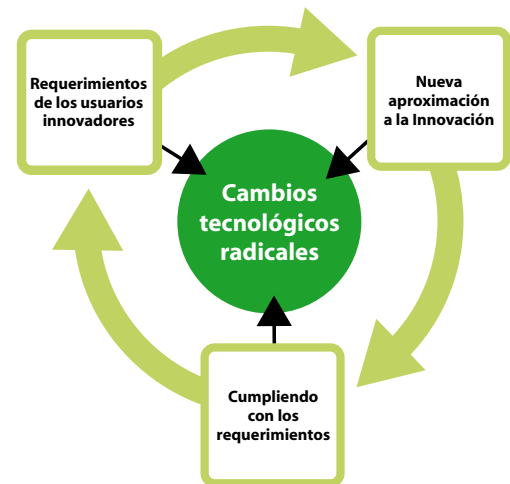 Requerimientos
de los usuarios
innovadores
Nueva
aproximación
a la Innovación
Cambios
tecnológicos
radicales
Cumpliendo
con los
requerimientos